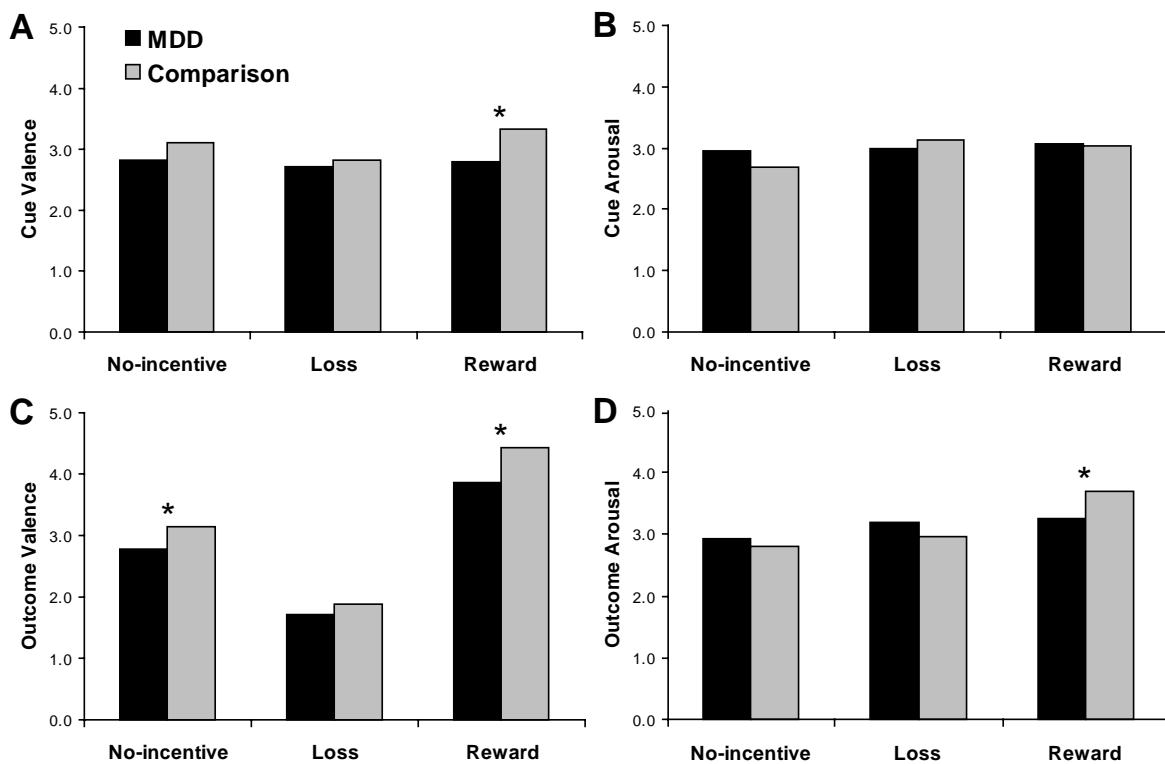 A
MDD
Comparison
*
Cue Valence
5.0
4.0
3.0
2.0
1.0
0.0
No-incentive Loss Reward
B
Cue Arousal
5.0
4.0
3.0
2.0
1.0
0.0
No-incentive Loss Reward
C
* *
Outcome Valence
5.0
4.0
3.0
2.0
1.0
0.0
No-incentive Loss Reward
D
*
Outcome Arousal
5.0
4.0
3.0
2.0
1.0
0.0
No-incentive Loss Reward